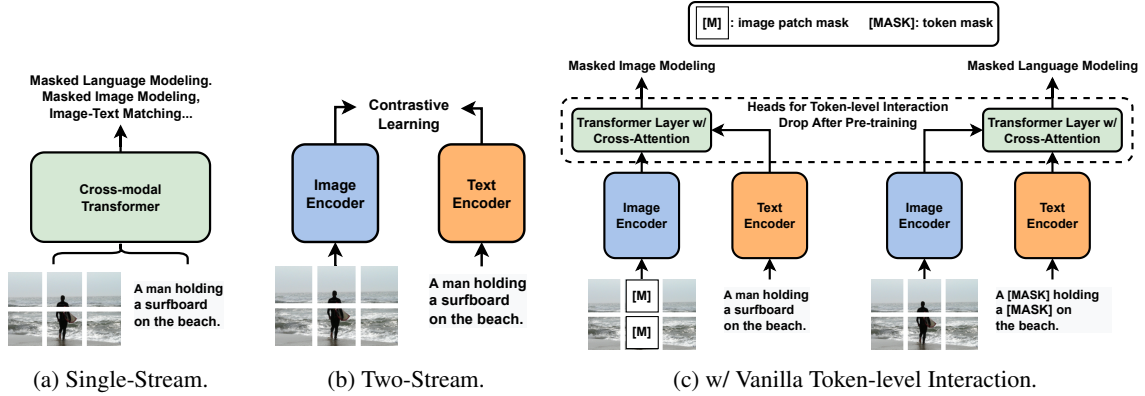 [M] : image patch mask [MASK]: token mask
Masked Language Modeling.
Masked Image Modeling,
Image-Text Matching...
Cross-modal
Transformer
A man holding
a surfboard
on the beach.
(a) Single-Stream.
Contrastive
Learning
Image
Encoder
Text
Encoder
A man holding
a surfboard
on the beach.
(b) Two-Stream.
Masked Image Modeling
Masked Language Modeling
Heads for Token-level Interaction
Drop After Pre-training
Transformer Layer w/
Cross-Attention
Transformer Layer w/
Cross-Attention
Image
Encoder
Text
Encoder
Image
Encoder
Text
Encoder
[M]
[M]
A man holding
a surfboard
on the beach.
A [MASK] holding
a [MASK] on
the beach.
(c) w/ Vanilla Token-level Interaction.